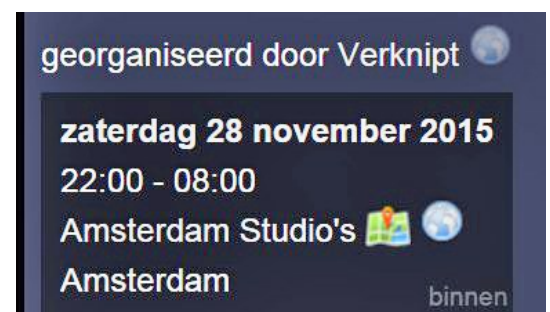 georganiseerd door Verknipt
zaterdag 28 november 2015
22:00 - 08:00
Amsterdam Studio's
Amsterdam
binnen